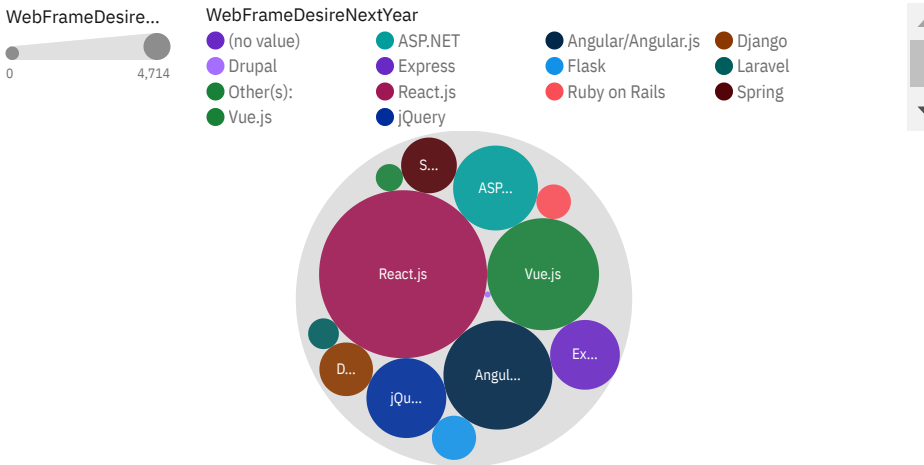 WebFrameDesire...
0 4,714
WebFrameDesireNextYear
(no value) ASP.NET Angular/Angular.js Django
Drupal Express Flask Laravel
Other(s): React.js Ruby on Rails Spring
Vue.js jQuery
S...
ASP...
React.js Vue.js
Ex...
D... Angul...
jQu...